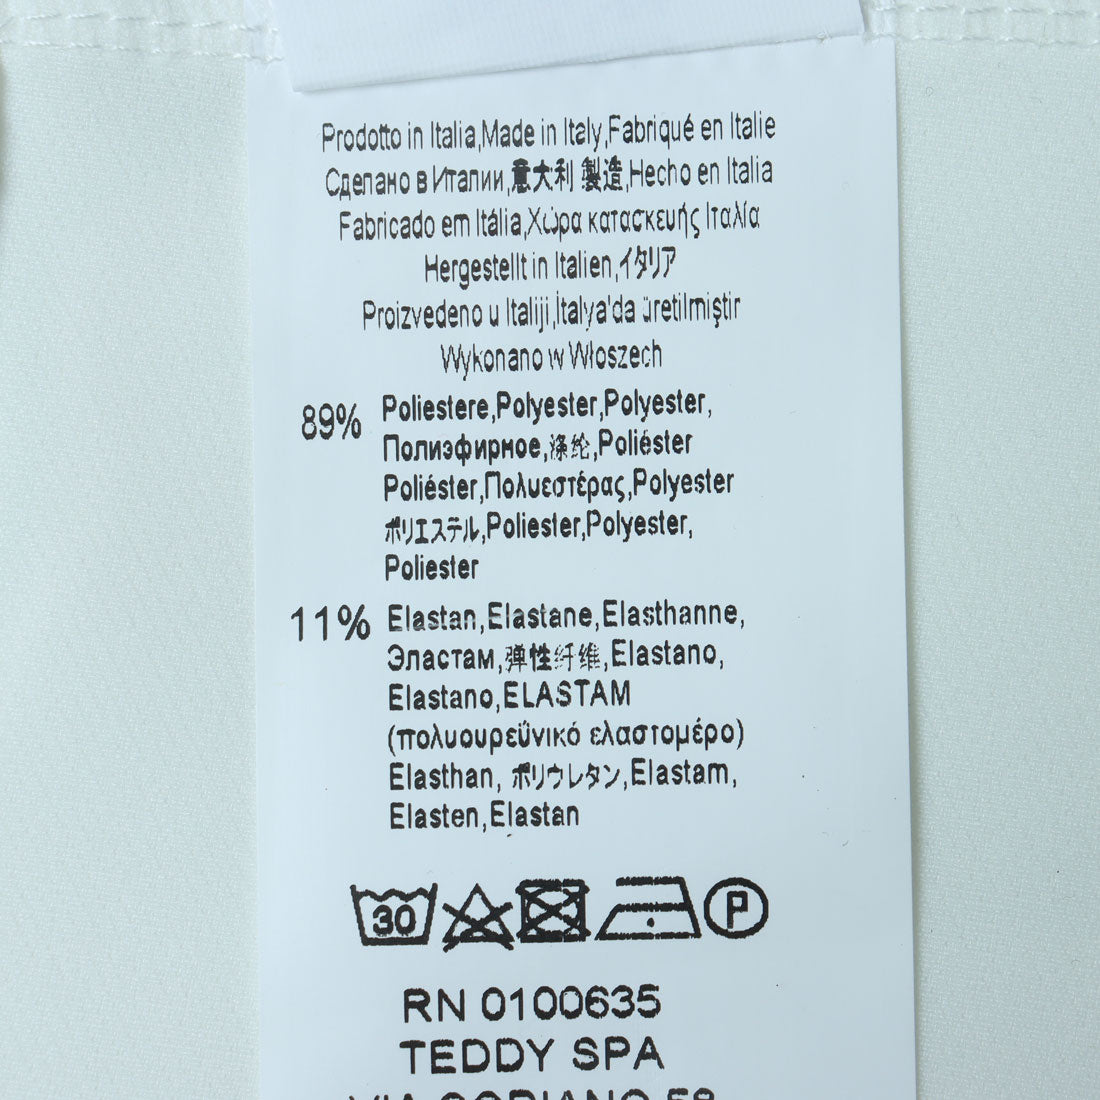 Prodotto in Italia,Made in Italy,Fabriqué en Italie
Сделано в Италии,意大利 製造,Hecho en Italia
Fabricado em Itália,Χώρα κατασκευής Ιταλία
Hergestellt in Italien,イタリア
Proizvedeno u Italiji,İtalya'da üretilmiştir
Wykonano w Włoszech
89% Poliestere,Polyester,Polyester,
Полиэфирное,涤纶,Poliéster
Poliéster,Πολυεστέρας,Polyester
ポリエステル,Poliester,Polyester,
Poliester
11% Elastan,Elastane,Elasthanne,
Эластам,弹性纤维,Elastano,
Elastano,ELASTAM
(πολυουρεϋνικό ελαστομέρο)
Elasthan, ポリウレタン,Elastam,
Elasten,Elastan
30 P
RN 0100635
TEDDY SPA
VIA CORIANO 58